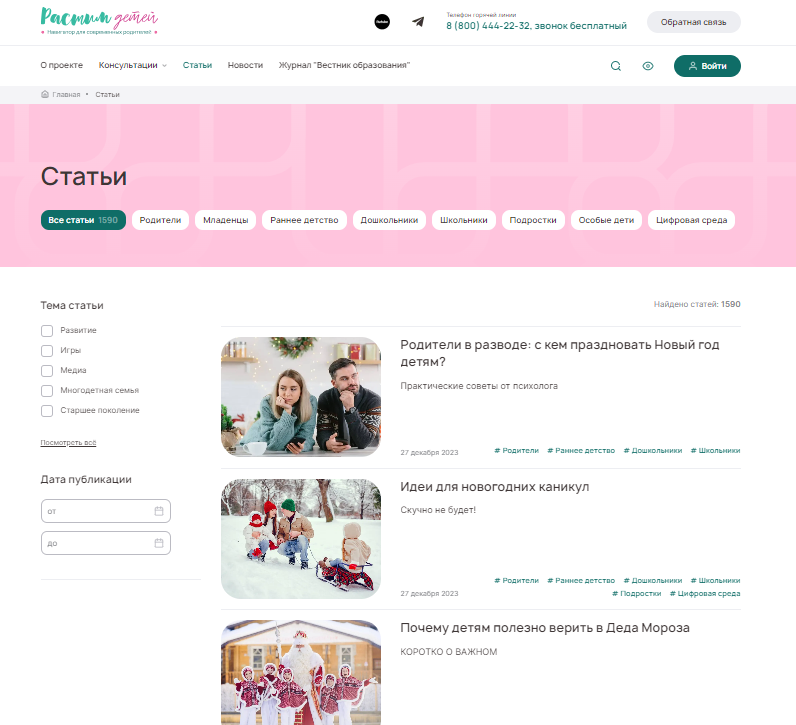 Растим детей
Навигатор для современных родителей
Телефон горячей линии
8 (800) 444-22-32, звонок бесплатный
Обратная связь
О проекте
Консультации
Статьи
Новости
Журнал "Вестник образования"
Войти
Главная • Статьи
Статьи
Все статьи 1590
Родители
Младенцы
Раннее детство
Дошкольники
Школьники
Подростки
Особые дети
Цифровая среда
Тема статьи
Развитие
Игры
Медиа
Многодетная семья
Старшее поколение
Посмотреть всё
Дата публикации
от
до
Найдено статей: 1590
Родители в разводе: с кем праздновать Новый год
детям?
Практические советы от психолога
27 декабря 2023
# Родители # Раннее детство # Дошкольники # Школьники
Идеи для новогодних каникул
Скучно не будет!
# Родители # Раннее детство # Дошкольники # Школьники
27 декабря 2023
# Подростки # Цифровая среда
Почему детям полезно верить в Деда Мороза
КОРОТКО О ВАЖНОМ